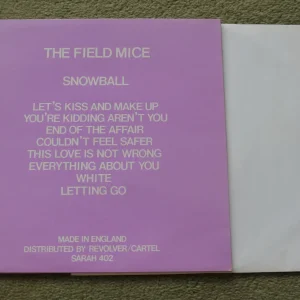 THE FIELD MICE
SNOWBALL
LET'S KISS AND MAKE UP
YOU'RE KIDDING AREN'T YOU
END OF THE AFFAIR
COULDN'T FEEL SAFER
THIS LOVE IS NOT WRONG
EVERYTHING ABOUT YOU
WHITE
LETTING GO
MADE IN ENGLAND
DISTRIBUTED BY REVOLVER/CARTEL
SARAH 402